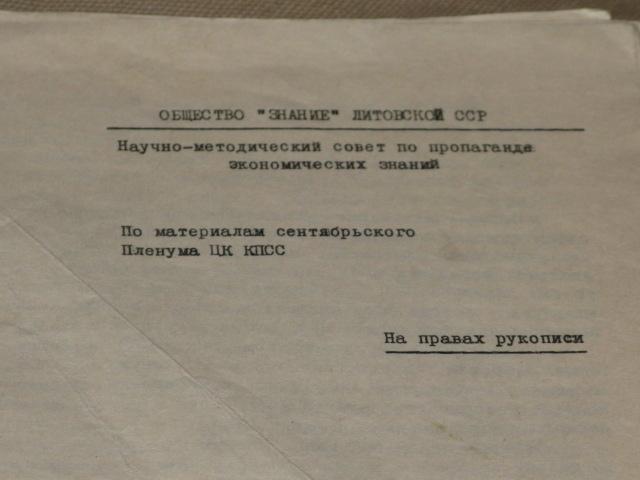 ОБЩЕСТВО "ЗНАНИЕ" ЛИТОВСКОЙ ССР
Научно-методический совет по пропаганде
экономических знаний
По материалам сентябрьского
Пленума ЦК КПСС
На правах рукописи